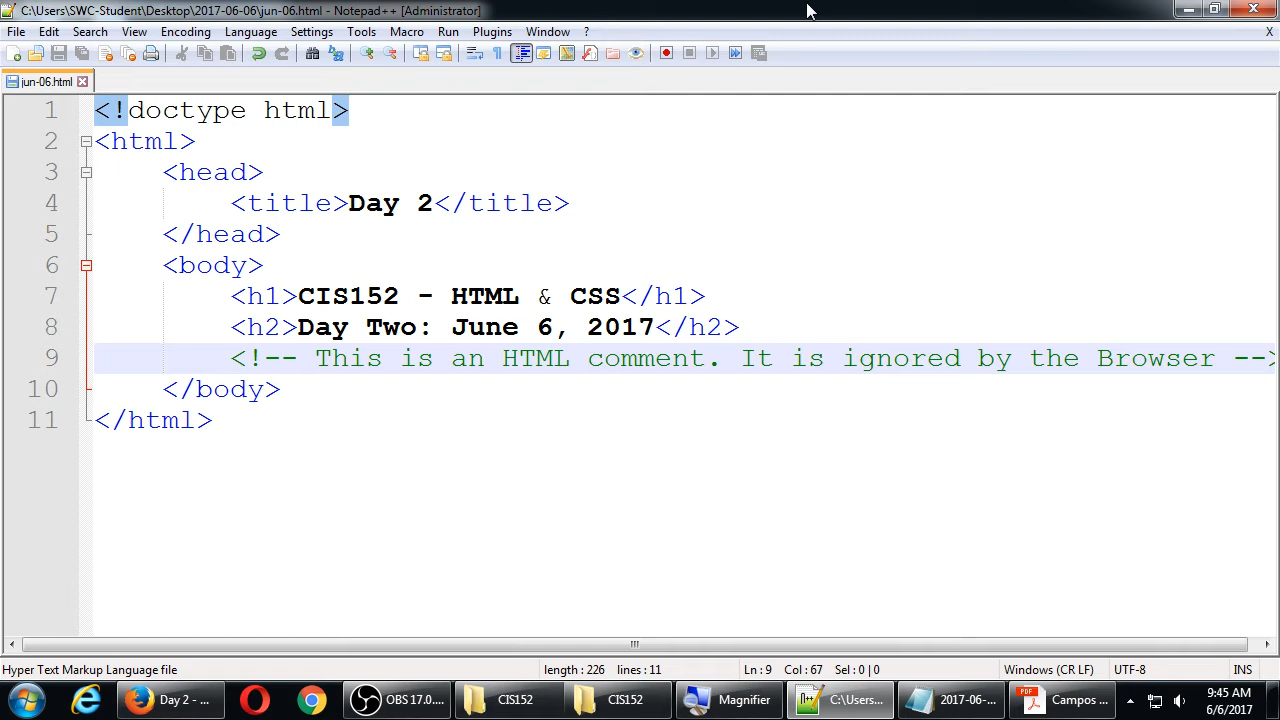 C:\Users\SWC-Student\Desktop\2017-06-06\jun-06.html - Notepad++ [Administrator]
File Edit Search View Encoding Language Settings Tools Macro Run Plugins Window ? X
jun-06.html
1 <!doctype html>
2 <html>
3 <head>
4 <title>Day 2</title>
5 </head>
6 <body>
7 <h1>CIS152 - HTML & CSS</h1>
8 <h2>Day Two: June 6, 2017</h2>
9 <!-- This is an HTML comment. It is ignored by the Browser -->
10 </body>
11 </html>
Hyper Text Markup Language file length : 226 lines : 11 Ln : 9 Col : 67 Sel : 0 | 0 Windows (CR LF) UTF-8 INS
Day 2 - ... OBS 17.0.... CIS152 CIS152 Magnifier C:\Users... 2017-06-... Campos ... 9:45 AM
6/6/2017